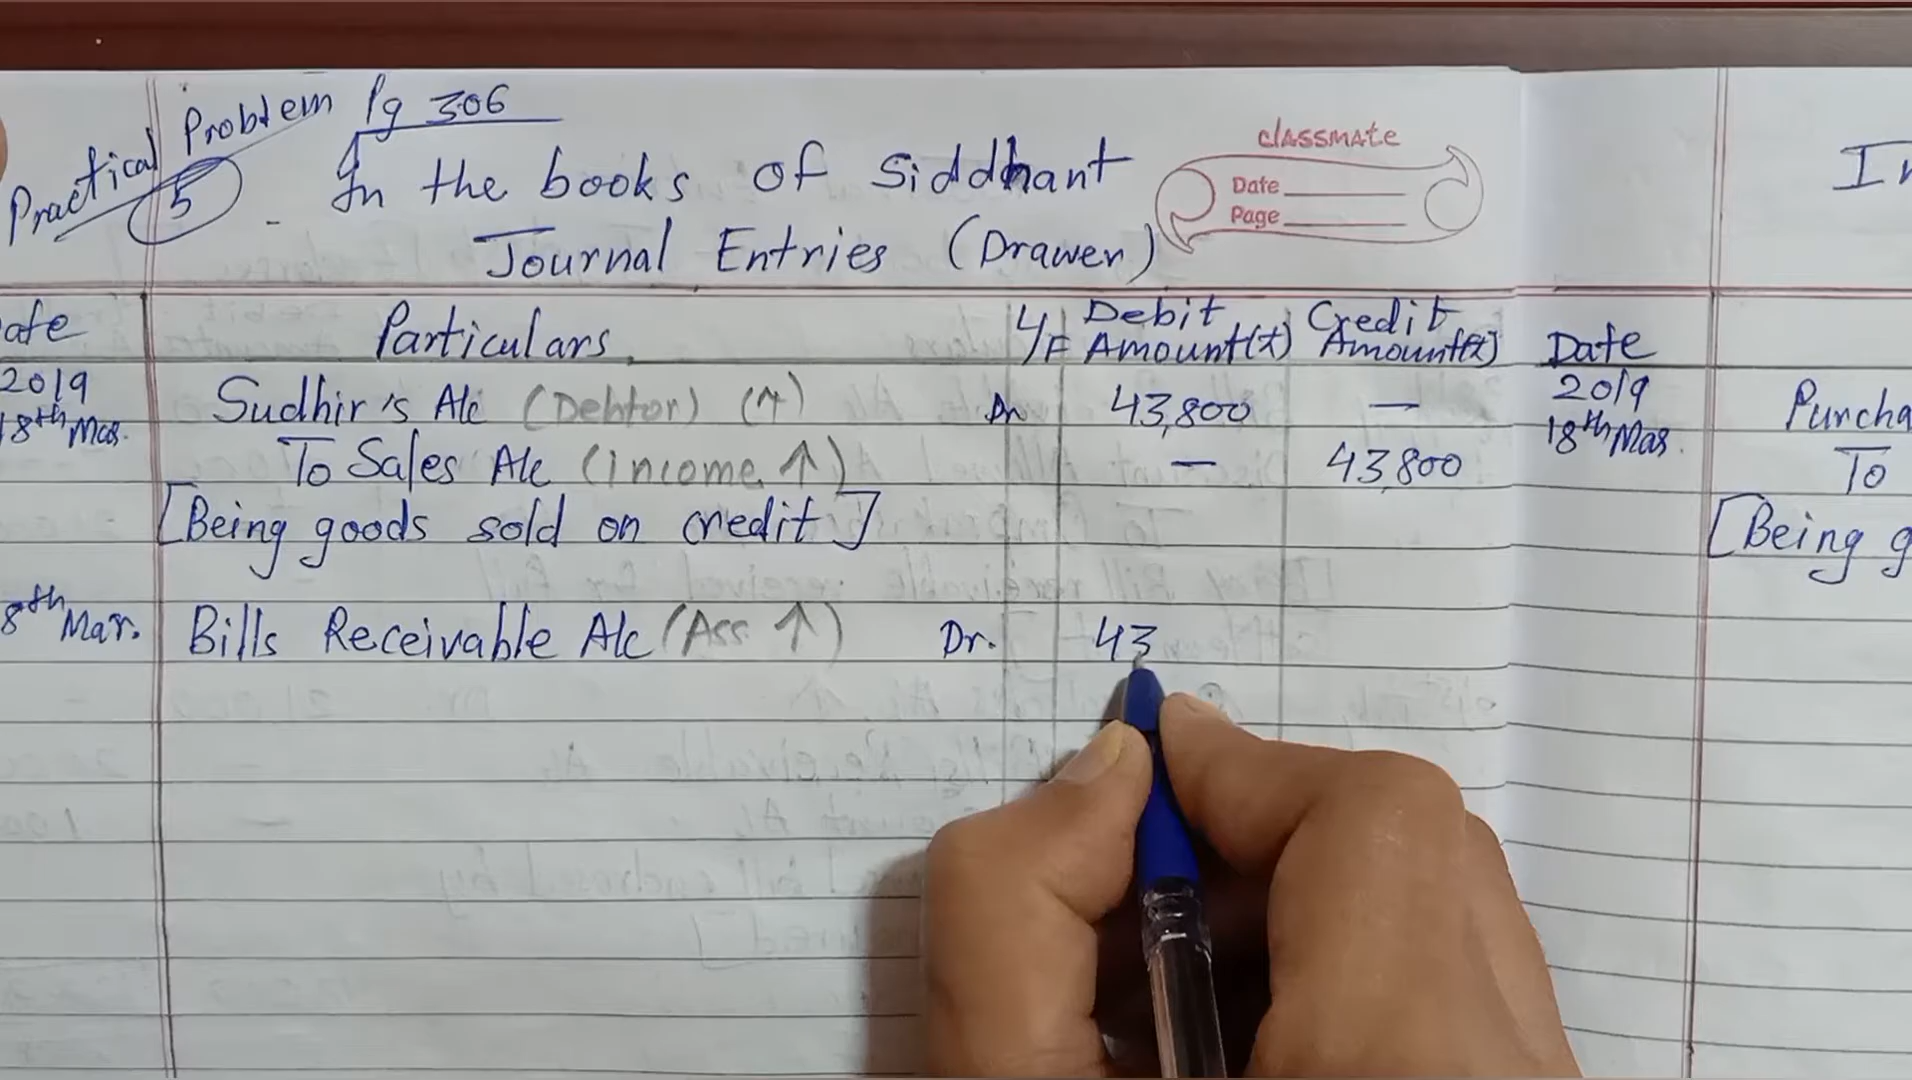 Practical Problem Pg 306
5
In the books of Siddhant
Journal Entries (Drawer)
classmate
Date
Page
In
ate Particulars L/F Debit Amount(₹) Credit Amount(₹) Date
2019 Sudhir's A/c (Debtor) (↑) Dr 43,800 — 2019 Purcha
18th Mar. To Sales A/c (income ↑) — 43,800 18th Mar. To
[Being goods sold on credit] [Being g
8th Mar. Bills Receivable A/c (Ass ↑) Dr. 43